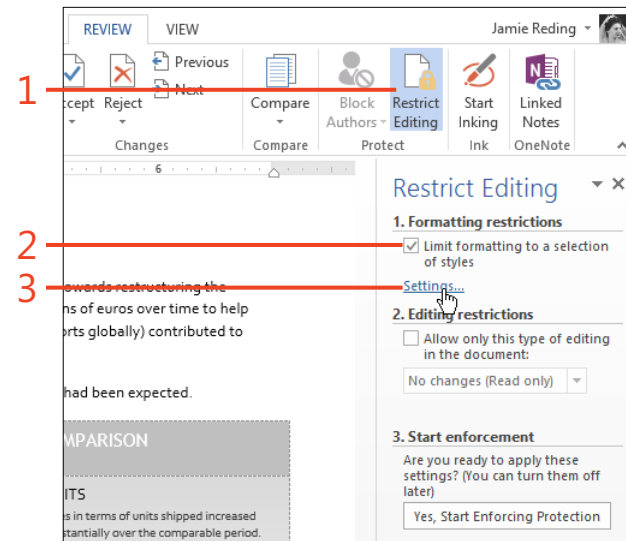 REVIEW VIEW Jamie Reding
1
Previous
Next
Accept Reject Compare Block Authors Restrict Editing Start Inking Linked Notes
Changes Compare Protect Ink OneNote
6
Restrict Editing
1. Formatting restrictions
2
Limit formatting to a selection
of styles
3
Settings...
towards restructuring the
ns of euros over time to help
orts globally) contributed to
2. Editing restrictions
Allow only this type of editing
in the document:
No changes (Read only)
had been expected.
MPARISON
3. Start enforcement
Are you ready to apply these
settings? (You can turn them off
later)
ITS
Yes, Start Enforcing Protection
es in terms of units shipped increased
stantially over the comparable period.